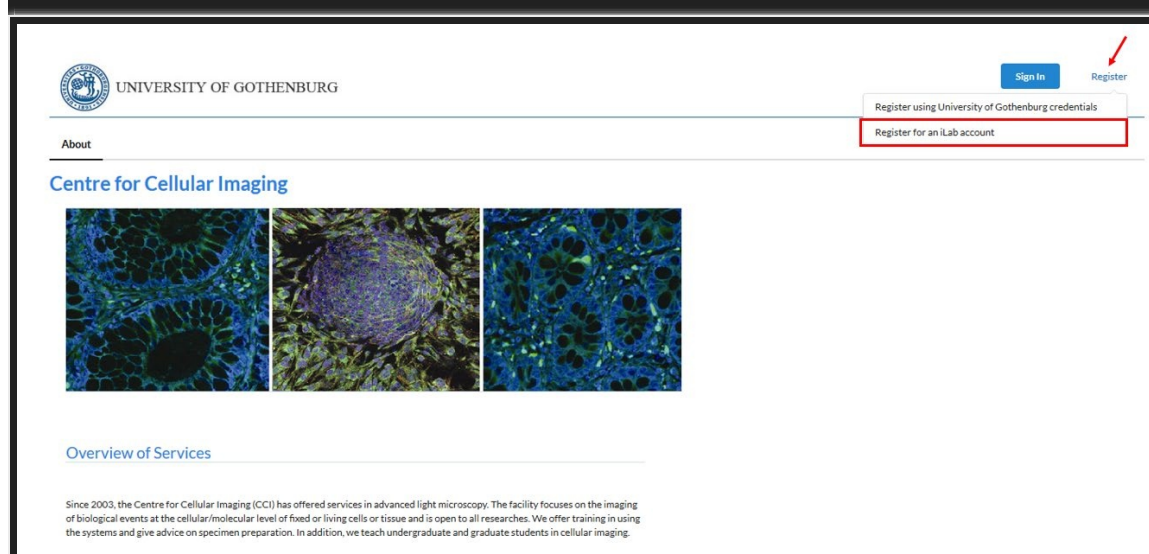 UNIVERSITY OF GOTHENBURG
Sign In
Register
Register using University of Gothenburg credentials
Register for an iLab account
About
Centre for Cellular Imaging
Overview of Services
Since 2003, the Centre for Cellular Imaging (CCI) has offered services in advanced light microscopy. The facility focuses on the imaging
of biological events at the cellular/molecular level of fixed or living cells or tissue and is open to all researches. We offer training in using
the systems and give advice on specimen preparation. In addition, we teach undergraduate and graduate students in cellular imaging.